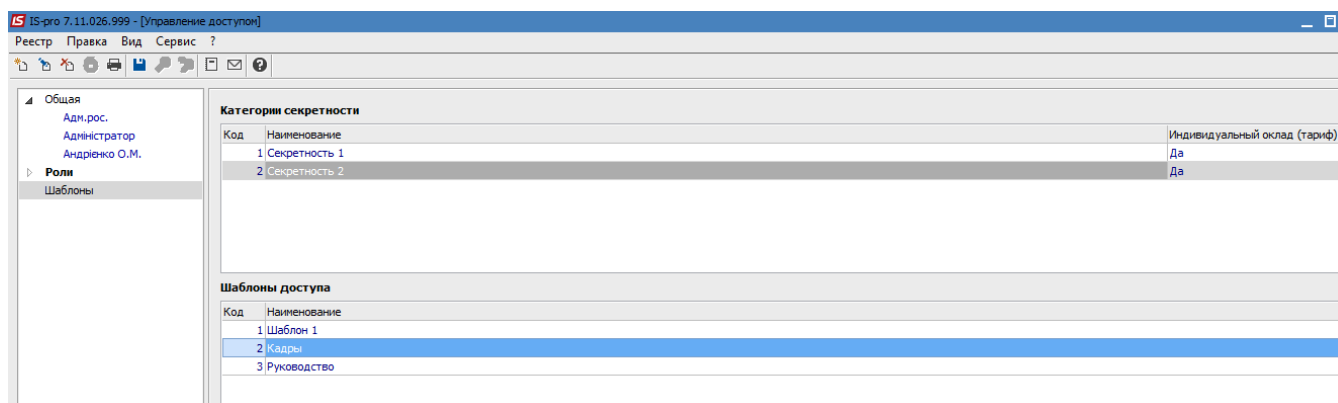 IS IS-pro 7.11.026.999 - [Управление доступом]
Реестр Правка Вид Сервис ?
Общая
Адм.рос.
Адміністратор
Андрієнко О.М.
Роли
Шаблоны
Категории секретности
Код Наименование Индивидуальный оклад (тариф)
1 Секретность 1 Да
2 Секретность 2 Да
Шаблоны доступа
Код Наименование
1 Шаблон 1
2 Кадры
3 Руководство